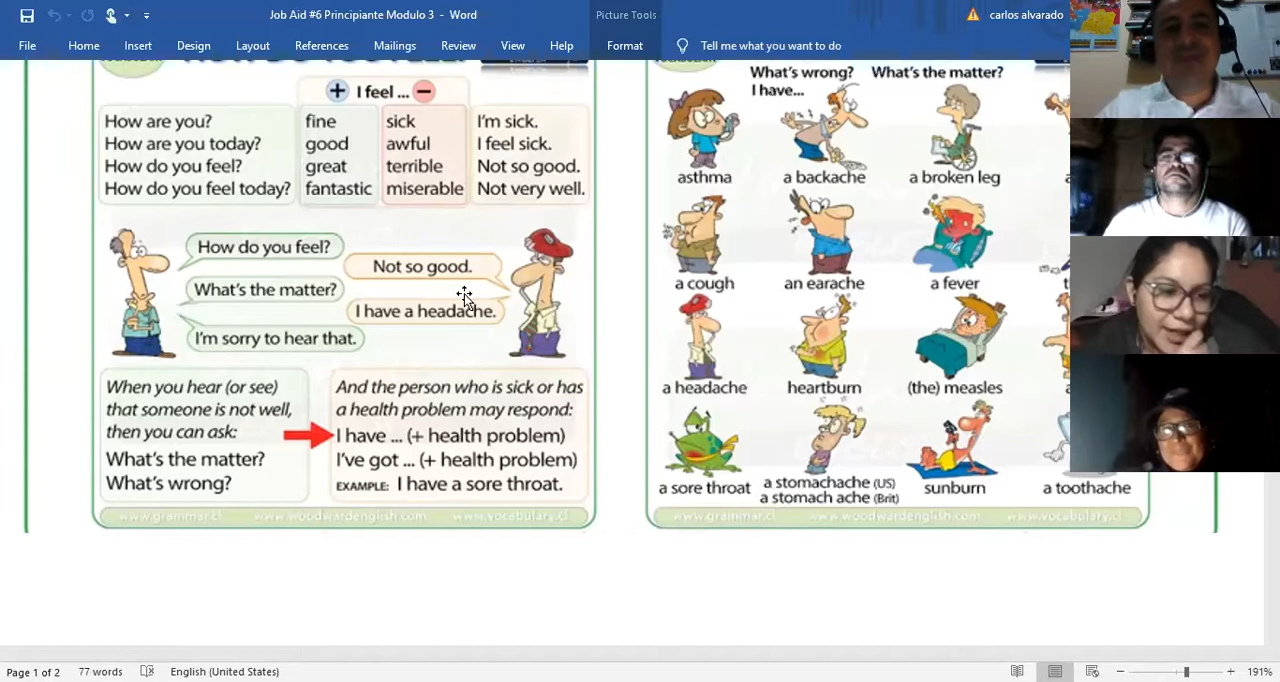 Job Aid #6 Principiante Modulo 3 - Word
Picture Tools
carlos alvarado
File Home Insert Design Layout References Mailings Review View Help Format Tell me what you want to do
I feel ...
How are you? fine sick I'm sick.
How are you today? good awful I feel sick.
How do you feel? great terrible Not so good.
How do you feel today? fantastic miserable Not very well.
How do you feel?
Not so good.
What's the matter?
I have a headache.
I'm sorry to hear that.
When you hear (or see)
that someone is not well,
then you can ask:
What's the matter?
What's wrong?
And the person who is sick or has
a health problem may respond:
I have ... (+ health problem)
I've got ... (+ health problem)
EXAMPLE: I have a sore throat.
www.grammar.cl www.woodwardenglish.com www.vocabulary.cl
What's wrong? What's the matter?
I have...
asthma a backache a broken leg
a cough an earache a fever
a headache heartburn (the) measles
a sore throat a stomachache (US) sunburn a toothache
a stomach ache (Brit)
www.grammar.cl www.woodwardenglish.com www.vocabulary.cl
Page 1 of 2 77 words English (United States) 191%